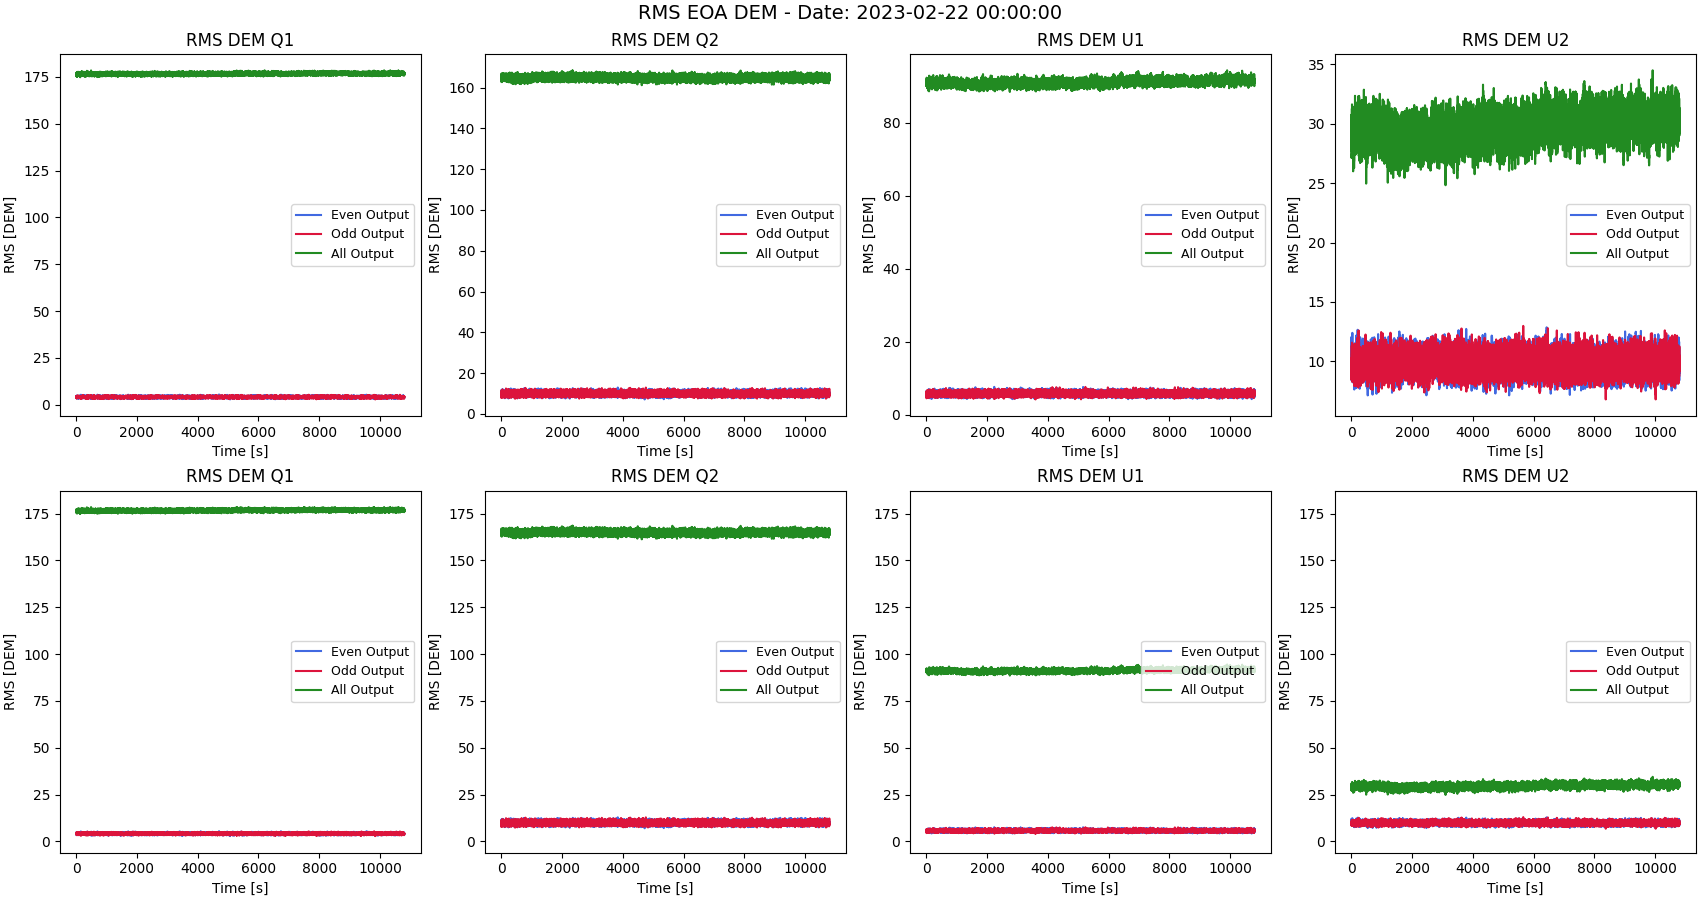 RMS EOA DEM - Date: 2023-02-22 00:00:00
RMS DEM Q1
RMS [DEM]
175
150
125
100
75
50
25
0
Even Output
Odd Output
All Output
0 2000 4000 6000 8000 10000
Time [s]
RMS DEM Q2
RMS [DEM]
160
140
120
100
80
60
40
20
0
Even Output
Odd Output
All Output
0 2000 4000 6000 8000 10000
Time [s]
RMS DEM U1
RMS [DEM]
80
60
40
20
0
Even Output
Odd Output
All Output
0 2000 4000 6000 8000 10000
Time [s]
RMS DEM U2
RMS [DEM]
35
30
25
20
15
10
Even Output
Odd Output
All Output
0 2000 4000 6000 8000 10000
Time [s]
RMS DEM Q1
RMS [DEM]
175
150
125
100
75
50
25
0
Even Output
Odd Output
All Output
0 2000 4000 6000 8000 10000
Time [s]
RMS DEM Q2
RMS [DEM]
175
150
125
100
75
50
25
0
Even Output
Odd Output
All Output
0 2000 4000 6000 8000 10000
Time [s]
RMS DEM U1
RMS [DEM]
175
150
125
100
75
50
25
0
Even Output
Odd Output
All Output
0 2000 4000 6000 8000 10000
Time [s]
RMS DEM U2
RMS [DEM]
175
150
125
100
75
50
25
0
Even Output
Odd Output
All Output
0 2000 4000 6000 8000 10000
Time [s]